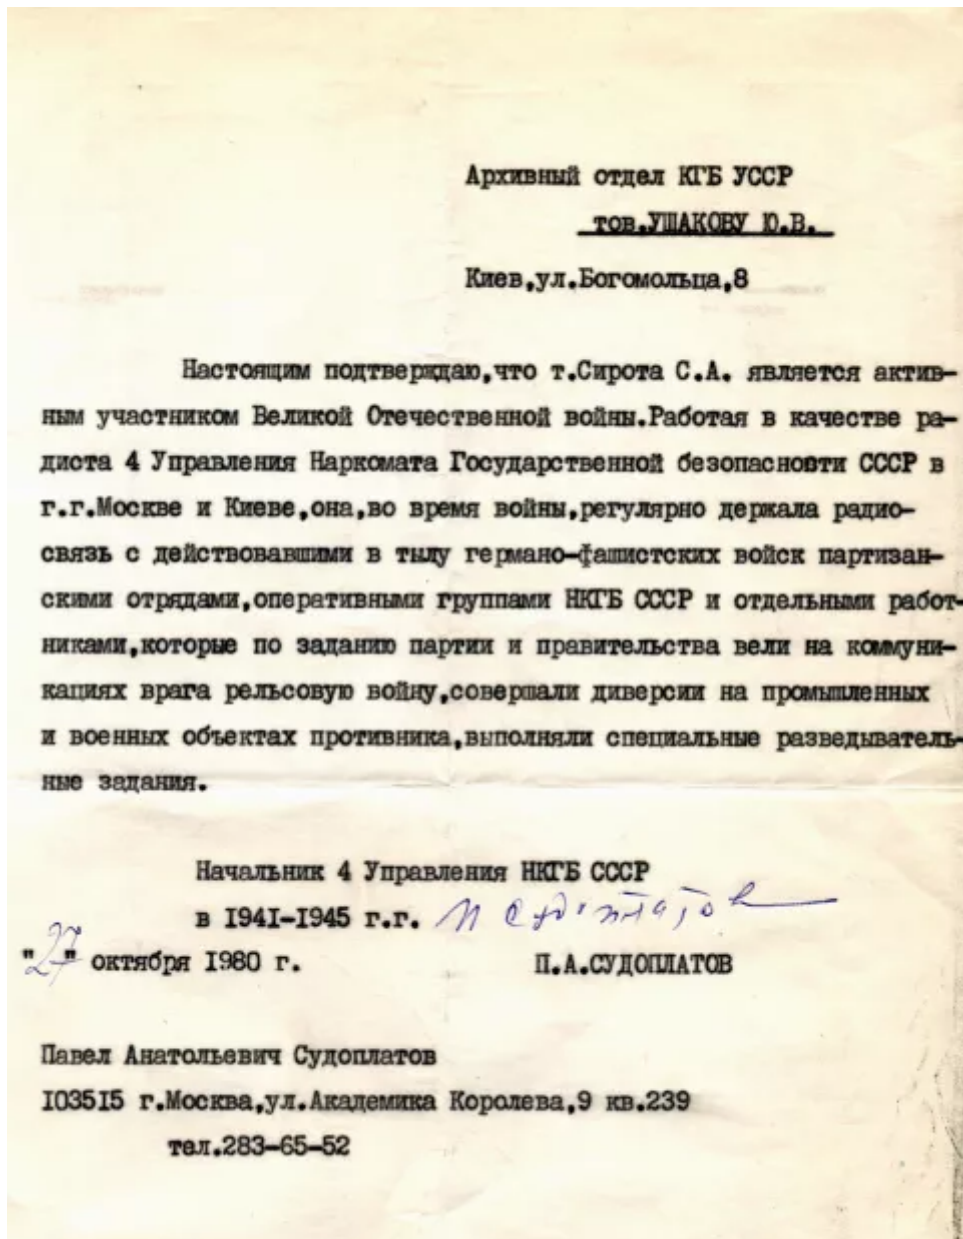 Архивный отдел КГБ УССР
тов.УШАКОВУ Ю.В.
Киев,ул.Богомольца,8
Настоящим подтверждаю,что т.Сирота С.А. является актив-
ным участником Великой Отечественной войны.Работая в качестве ра-
диста 4 Управления Наркомата Государственной безопасности СССР в
г.г.Москве и Киеве,она,во время войны,регулярно держала радио-
связь с действовавшими в тылу германо-фашистских войск партизан-
скими отрядами,оперативными группами НКГБ СССР и отдельными работ-
никами,которые по заданию партии и правительства вели на коммуни-
кациях врага рельсовую войну,совершали диверсии на промышленных
и военных объектах противника,выполняли специальные разведыватель-
ные задания.
Начальник 4 Управления НКГБ СССР
в 1941-1945 г.г. П Судоплатов
"27" октября 1980 г. П.А.СУДОПЛАТОВ
Павел Анатольевич Судоплатов
103515 г.Москва,ул.Академика Королева,9 кв.239
тел.283-65-52